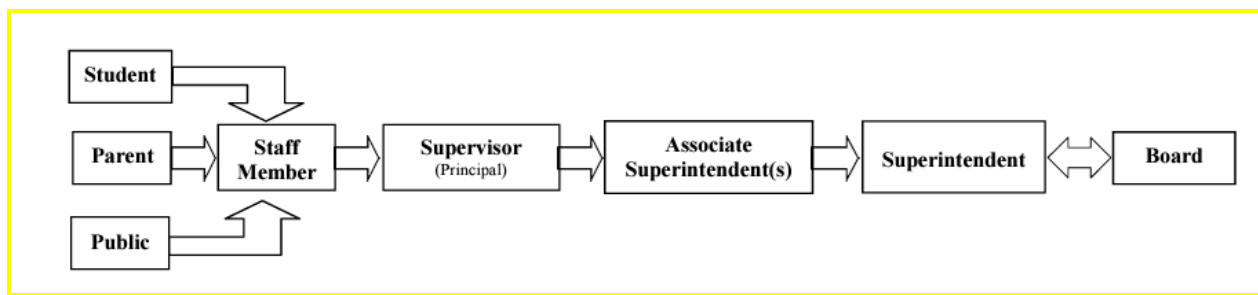 Student
Parent
Public
Staff
Member
Supervisor
(Principal)
Associate
Superintendent(s)
Superintendent
Board